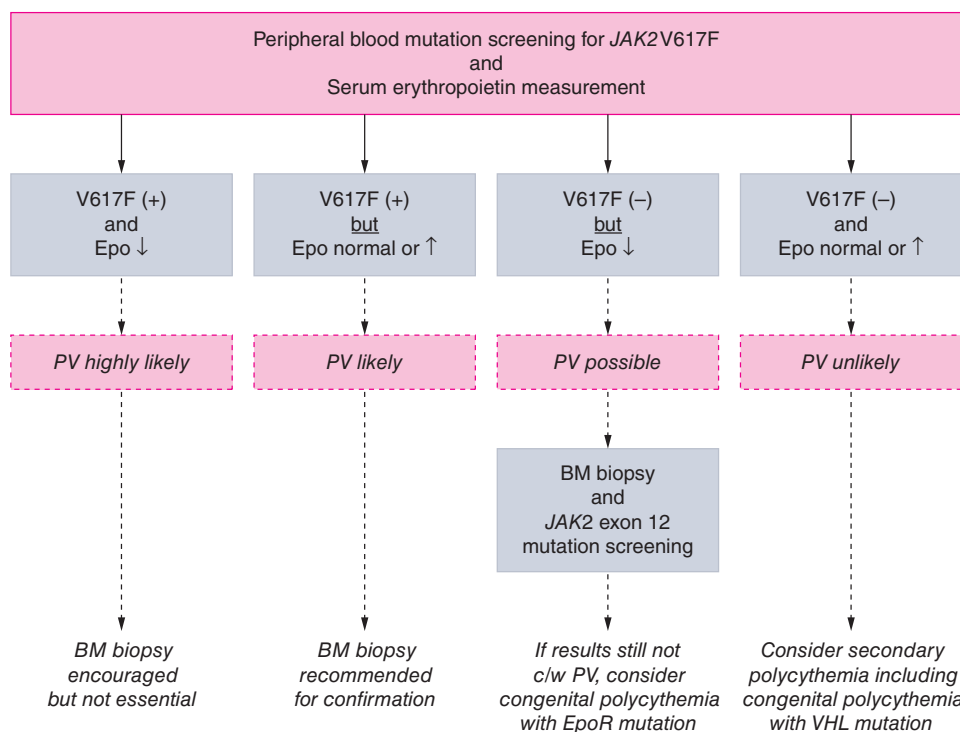 Peripheral blood mutation screening for JAK2V617F
and
Serum erythropoietin measurement
V617F (+)
and
Epo ↓
V617F (+)
but
Epo normal or ↑
V617F (–)
but
Epo ↓
V617F (–)
and
Epo normal or ↑
PV highly likely
PV likely
PV possible
PV unlikely
BM biopsy
and
JAK2 exon 12
mutation screening
BM biopsy
encouraged
but not essential
BM biopsy
recommended
for confirmation
If results still not
c/w PV, consider
congenital polycythemia
with EpoR mutation
Consider secondary
polycythemia including
congenital polycythemia
with VHL mutation